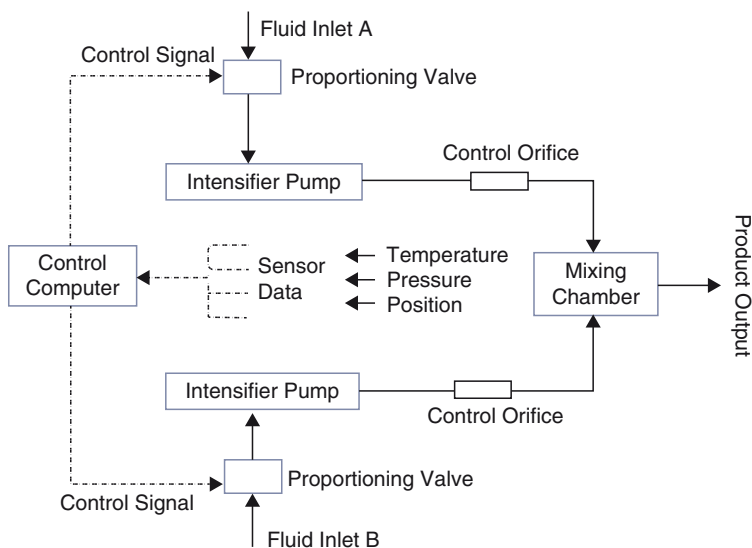 Fluid Inlet A
Control Signal
Proportioning Valve
Control Orifice
Intensifier Pump
Control
Computer
Sensor
Data
Temperature
Pressure
Position
Mixing
Chamber
Product Output
Intensifier Pump
Control Orifice
Proportioning Valve
Control Signal
Fluid Inlet B